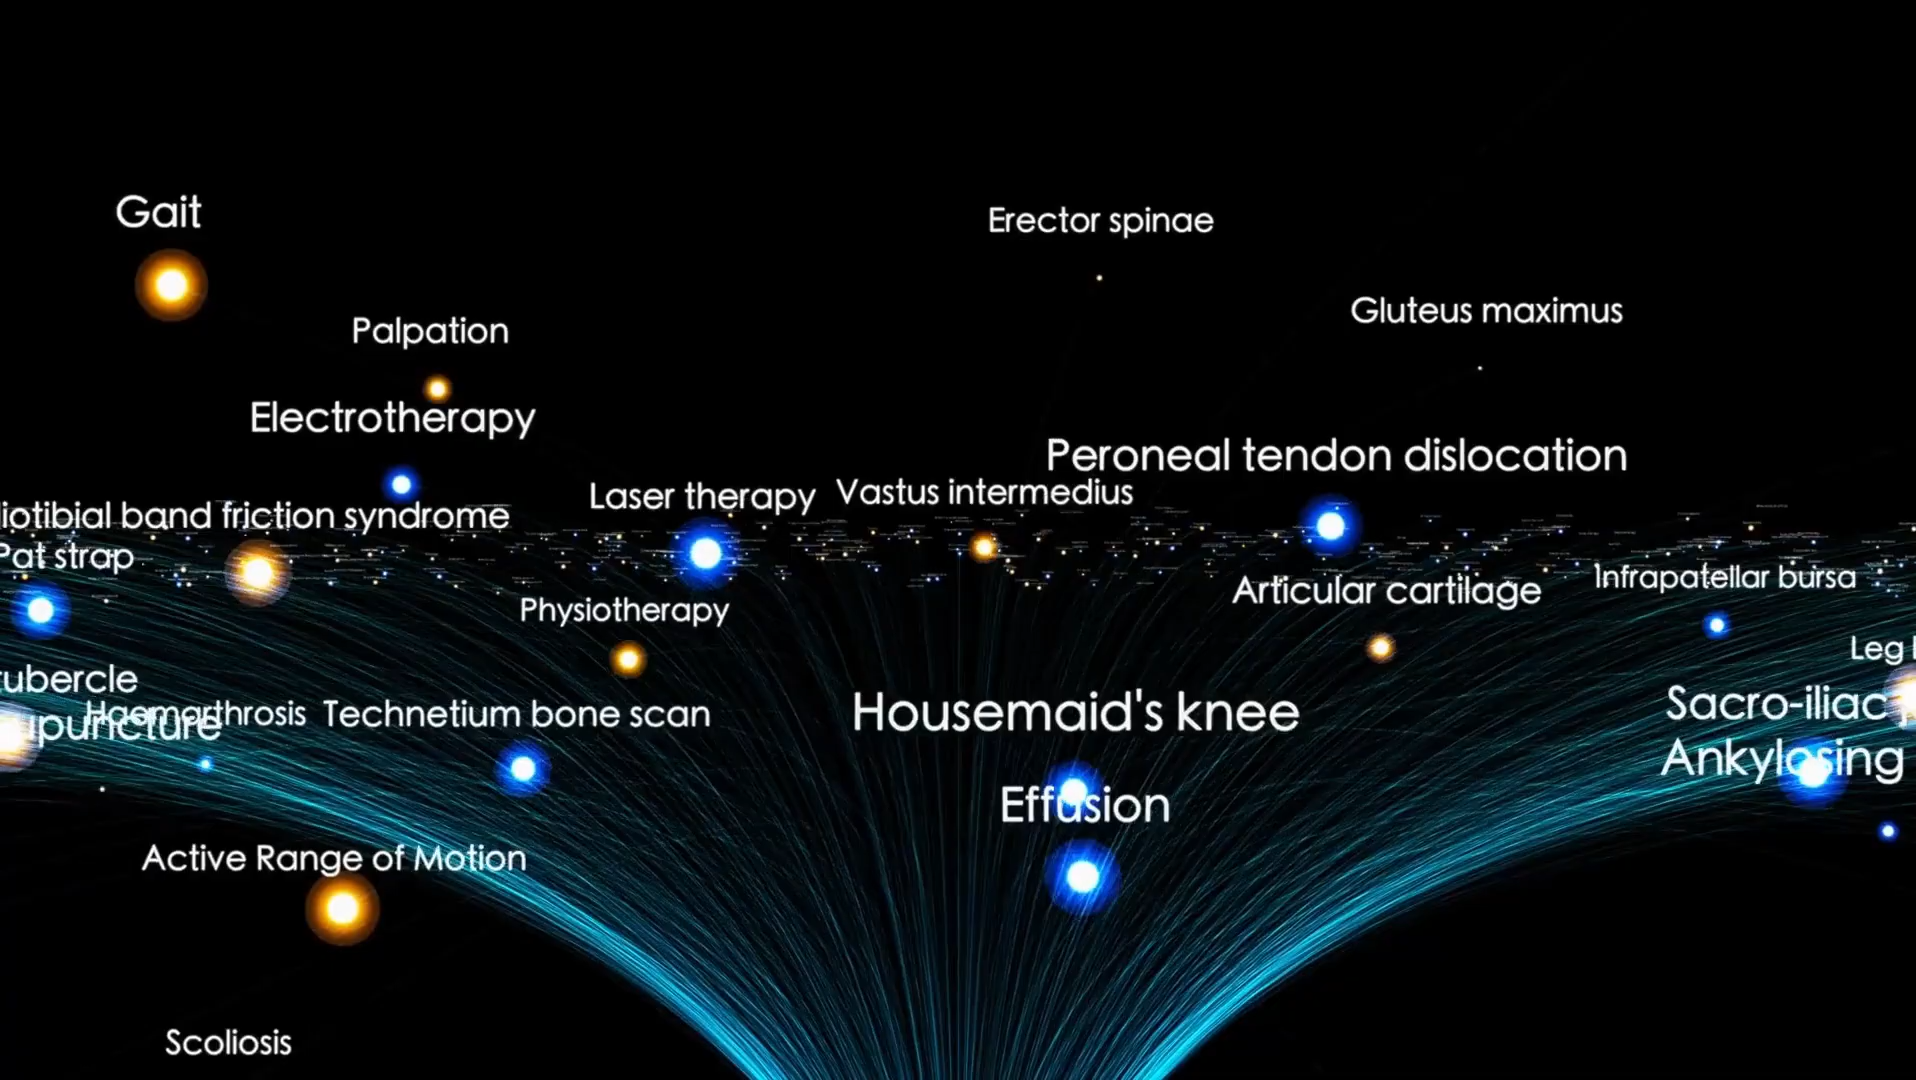 Gait
Erector spinae
Gluteus maximus
Palpation
Electrotherapy
Peroneal tendon dislocation
Laser therapy
Vastus intermedius
iotibial band friction syndrome
Pat strap
Infrapatellar bursa
Articular cartilage
Physiotherapy
Leg
tubercle
Sacro-iliac
Haemarthrosis
Technetium bone scan
Housemaid's knee
upuncture
Ankylosing
Effusion
Active Range of Motion
Scoliosis